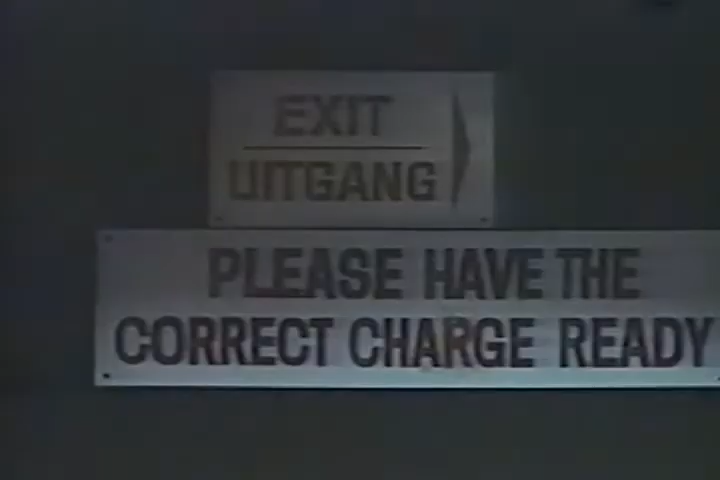 EXIT
UITGANG
PLEASE HAVE THE
CORRECT CHARGE READY